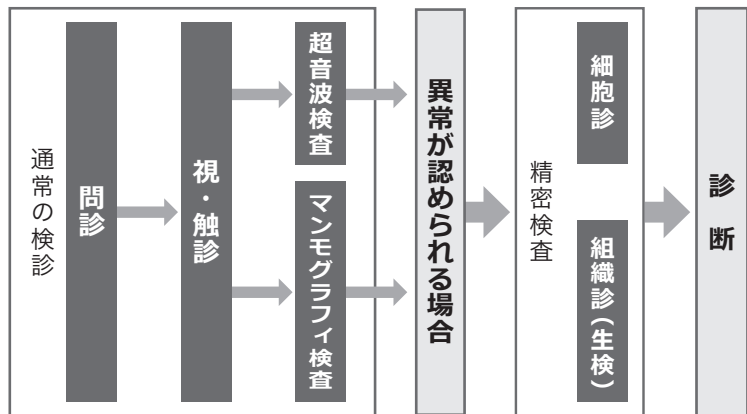 通常の検診
問診
視・触診
超音波検査
マンモグラフィ検査
異常が認められる場合
精密検査
細胞診
組織診(生検)
診断